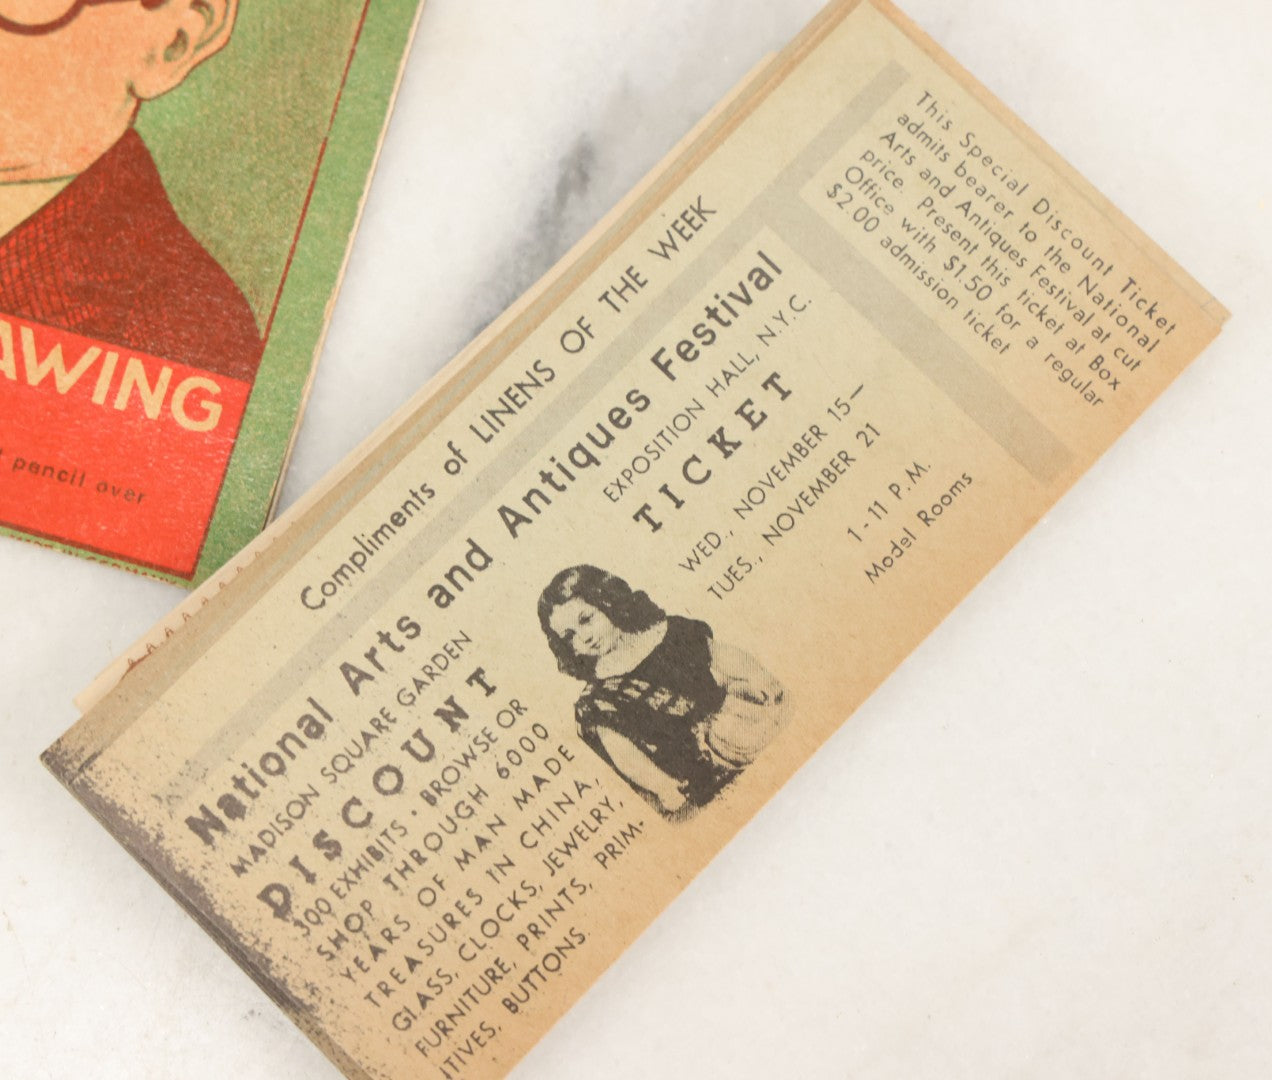 AWING
pencil over
Compliments of LINENS OF THE WEEK
National Arts and Antiques Festival
MADISON SQUARE GARDEN EXPOSITION HALL, N.Y.C.
DISCOUNT TICKET
300 EXHIBITS • BROWSE OR
SHOP THROUGH 6000
YEARS OF MAN MADE
TREASURES IN CHINA,
GLASS, CLOCKS, JEWELRY,
FURNITURE, PRINTS, PRIM-
ITIVES, BUTTONS
WED., NOVEMBER 15—
TUES., NOVEMBER 21
1-11 P.M.
Model Rooms
This Special Discount Ticket
admits bearer to the National
Arts and Antiques Festival at cut
price. Present this ticket at Box
Office with $1.50 for a regular
$2.00 admission ticket